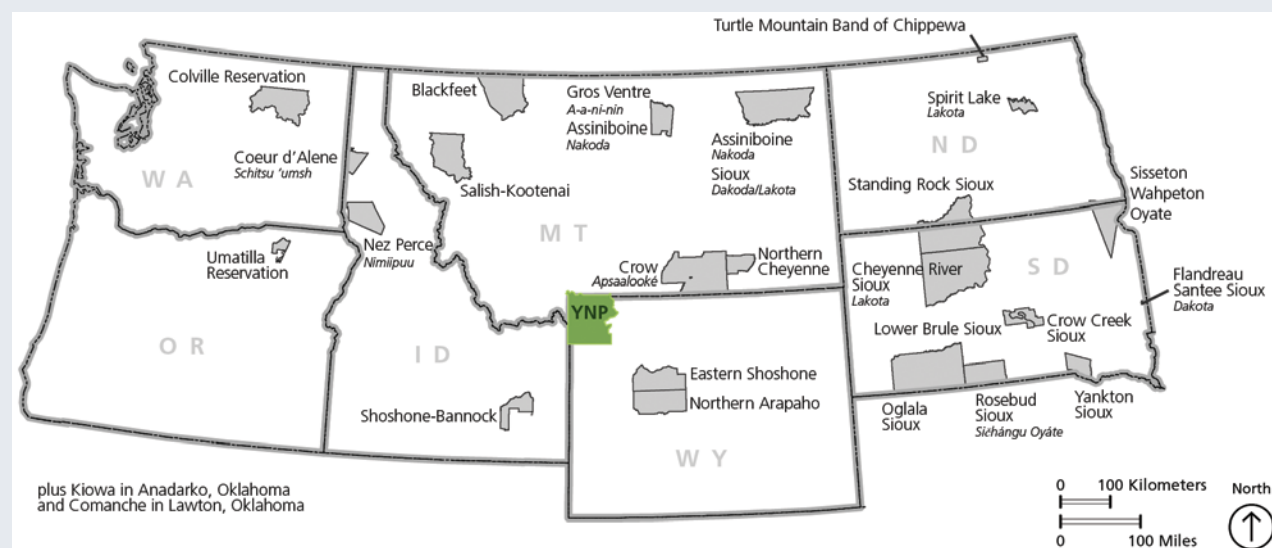 Turtle Mountain Band of Chippewa
Colville Reservation
Blackfeet
Gros Ventre
A-a-ni-nin
Assiniboine
Nakoda
Assiniboine
Nakoda
Sioux
Dakoda/Lakota
Spirit Lake
Lakota
N D
Coeur d'Alene
Schitsu 'umsh
W A
Salish-Kootenai
Standing Rock Sioux
Sisseton
Wahpeton
Oyate
M T
Umatilla
Reservation
Nez Perce
Nimiipuu
Crow
Apsaalooké
Northern
Cheyenne
Cheyenne River
Sioux
Lakota
S D
Flandreau
Santee Sioux
Dakota
YNP
O R
I D
Lower Brule Sioux
Crow Creek
Sioux
Eastern Shoshone
Northern Arapaho
Shoshone-Bannock
Oglala
Sioux
Rosebud
Sioux
Sičhánǧu Oyáte
Yankton
Sioux
W Y
plus Kiowa in Anadarko, Oklahoma
and Comanche in Lawton, Oklahoma
0 100 Kilometers
0 100 Miles
North